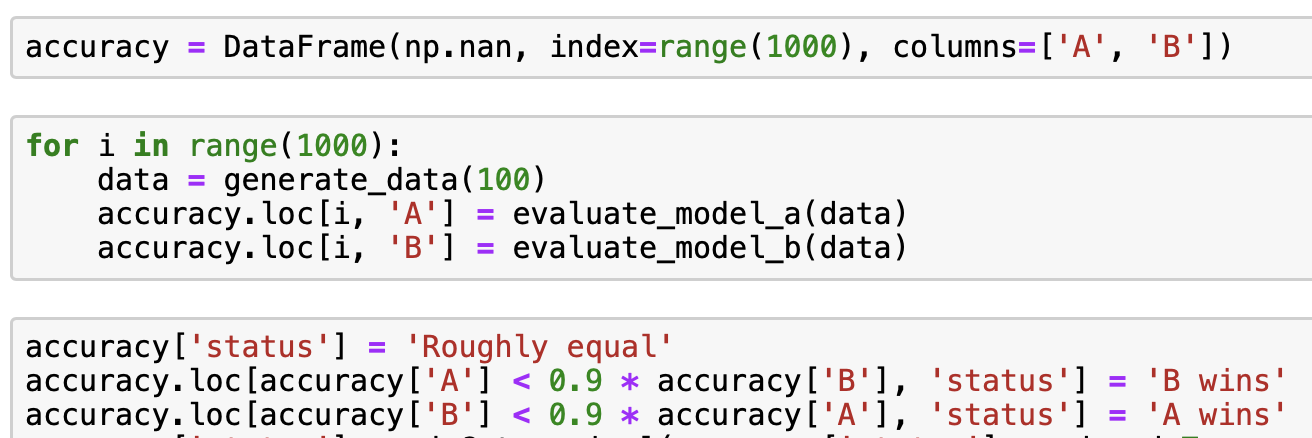 accuracy = DataFrame(np.nan, index=range(1000), columns=['A', 'B'])
for i in range(1000):
    data = generate_data(100)
    accuracy.loc[i, 'A'] = evaluate_model_a(data)
    accuracy.loc[i, 'B'] = evaluate_model_b(data)
accuracy['status'] = 'Roughly equal'
accuracy.loc[accuracy['A'] < 0.9 * accuracy['B'], 'status'] = 'B wins'
accuracy.loc[accuracy['B'] < 0.9 * accuracy['A'], 'status'] = 'A wins'